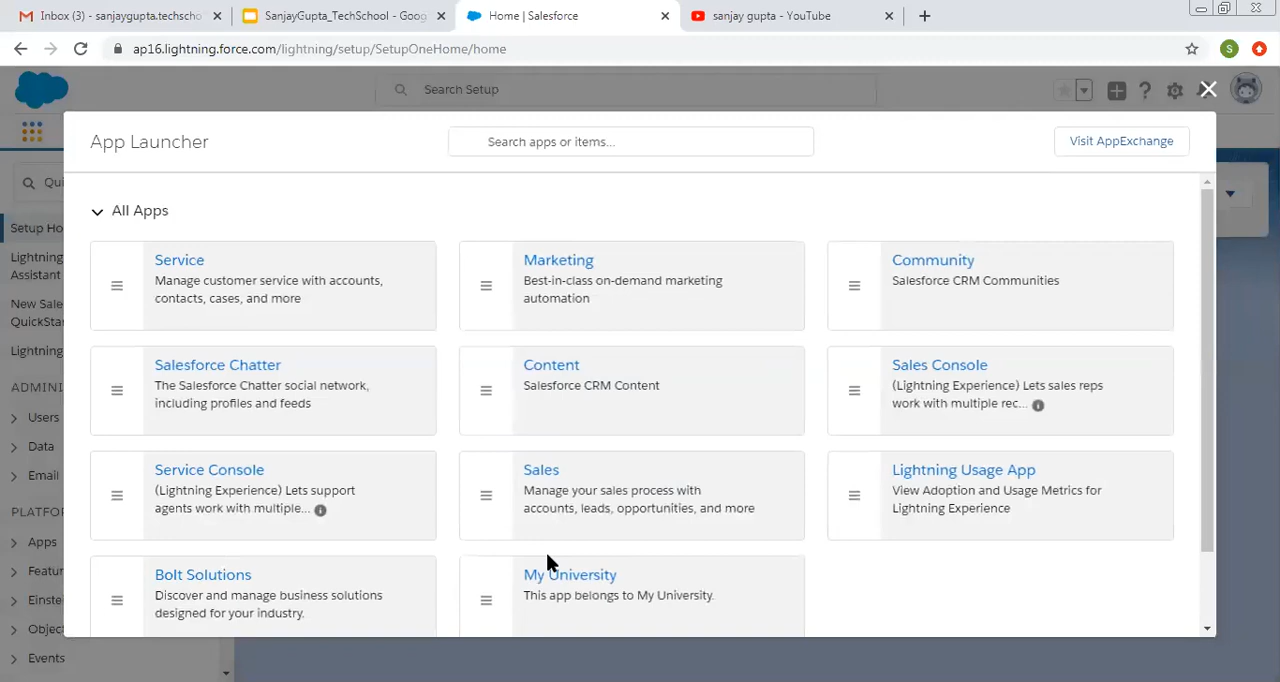 Inbox (3) - sanjaygupta.techscho
SanjayGupta_TechSchool - Goog
Home | Salesforce
sanjay gupta - YouTube
ap16.lightning.force.com/lightning/setup/SetupOneHome/home
S
Search Setup
App Launcher
Search apps or items...
Visit AppExchange
Qui
Setup Ho
Lightning
Assistant
New Sale
QuickStar
Lightning
ADMINI
Users
Data
Email
PLATFO
Apps
Featur
Einste
Objec
Events
All Apps
Service
Manage customer service with accounts,
contacts, cases, and more
Marketing
Best-in-class on-demand marketing
automation
Community
Salesforce CRM Communities
Salesforce Chatter
The Salesforce Chatter social network,
including profiles and feeds
Content
Salesforce CRM Content
Sales Console
(Lightning Experience) Lets sales reps
work with multiple rec...
Service Console
(Lightning Experience) Lets support
agents work with multiple...
Sales
Manage your sales process with
accounts, leads, opportunities, and more
Lightning Usage App
View Adoption and Usage Metrics for
Lightning Experience
Bolt Solutions
Discover and manage business solutions
designed for your industry.
My University
This app belongs to My University.